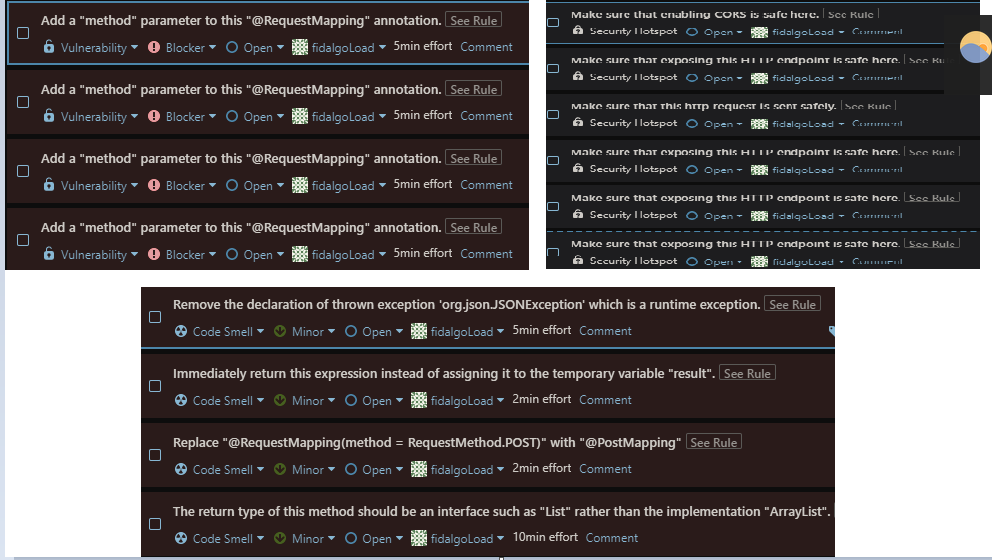 Add a "method" parameter to this "@RequestMapping" annotation. See Rule
Vulnerability Blocker Open fidalgoLoad 5min effort Comment
Add a "method" parameter to this "@RequestMapping" annotation. See Rule
Vulnerability Blocker Open fidalgoLoad 5min effort Comment
Add a "method" parameter to this "@RequestMapping" annotation. See Rule
Vulnerability Blocker Open fidalgoLoad 5min effort Comment
Add a "method" parameter to this "@RequestMapping" annotation. See Rule
Vulnerability Blocker Open fidalgoLoad 5min effort Comment
Make sure that enabling CORS is safe here. See Rule
Security Hotspot Open fidalgoLoad Comment
Make sure that exposing this HTTP endpoint is safe here. See Rule
Security Hotspot Open fidalgoLoad Comment
Make sure that this http request is sent safely. See Rule
Security Hotspot Open fidalgoLoad Comment
Make sure that exposing this HTTP endpoint is safe here. See Rule
Security Hotspot Open fidalgoLoad Comment
Make sure that exposing this HTTP endpoint is safe here. See Rule
Security Hotspot Open fidalgoLoad Comment
Make sure that exposing this HTTP endpoint is safe here. See Rule
Security Hotspot Open fidalgoLoad Comment
Remove the declaration of thrown exception 'org.json.JSONException' which is a runtime exception. See Rule
Code Smell Minor Open fidalgoLoad 5min effort Comment
Immediately return this expression instead of assigning it to the temporary variable "result". See Rule
Code Smell Minor Open fidalgoLoad 2min effort Comment
Replace "@RequestMapping(method = RequestMethod.POST)" with "@PostMapping" See Rule
Code Smell Minor Open fidalgoLoad 2min effort Comment
The return type of this method should be an interface such as "List" rather than the implementation "ArrayList".
Code Smell Minor Open fidalgoLoad 10min effort Comment